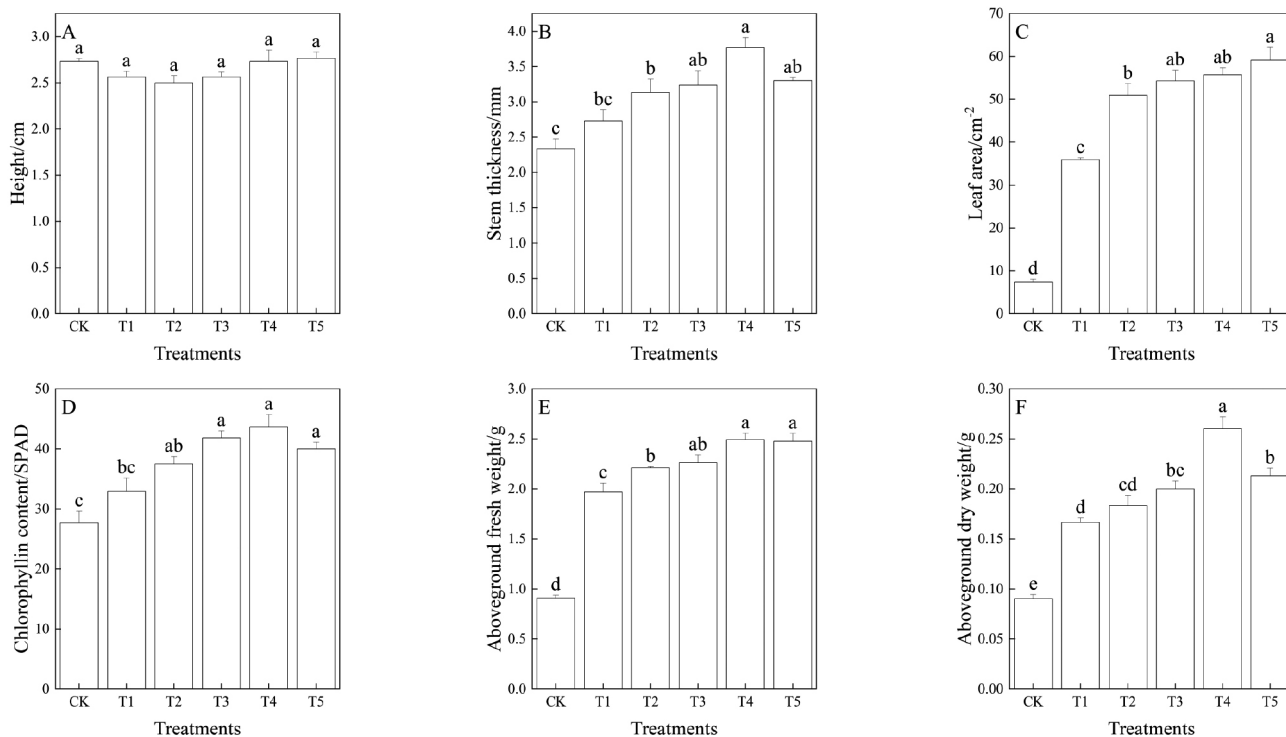 A
Height/cm
3.0
2.5
2.0
1.5
1.0
0.5
0.0
a a a a a a
CK T1 T2 T3 T4 T5
Treatments
B
Stem thickness/mm
4.0
3.5
3.0
2.5
2.0
1.5
1.0
0.5
0.0
c bc b ab a ab
CK T1 T2 T3 T4 T5
Treatments
C
Leaf area/cm-2
70
60
50
40
30
20
10
0
d c b ab ab a
CK T1 T2 T3 T4 T5
Treatments
D
Chlorophyllin content/SPAD
50
40
30
20
10
0
c bc ab a a a
CK T1 T2 T3 T4 T5
Treatments
E
Aboveground fresh weight/g
3.0
2.5
2.0
1.5
1.0
0.5
0.0
d c b ab a a
CK T1 T2 T3 T4 T5
Treatments
F
Aboveground dry weight/g
0.30
0.25
0.20
0.15
0.10
0.05
0.00
e d cd bc a b
CK T1 T2 T3 T4 T5
Treatments